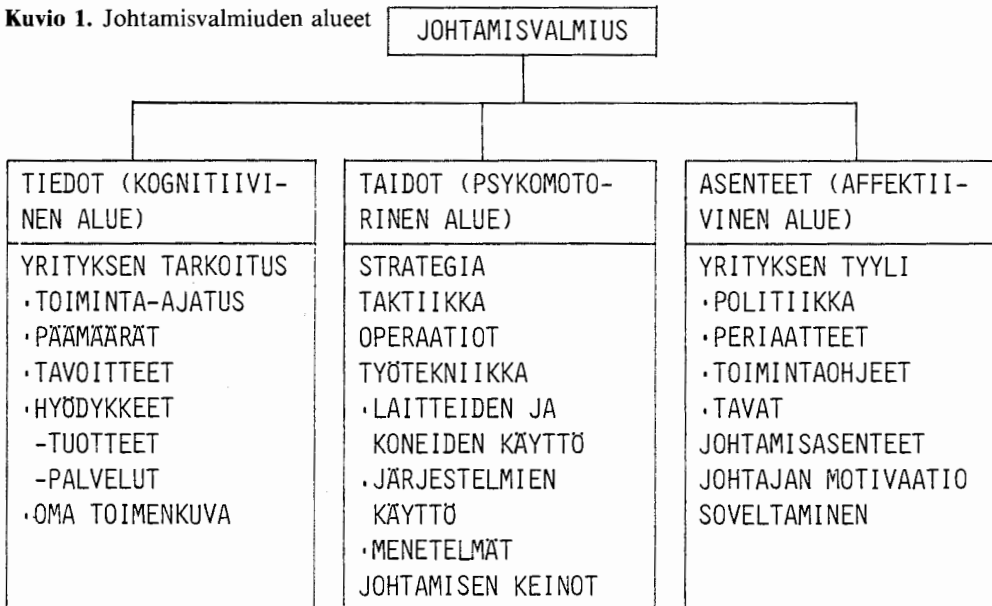 Kuvio 1. Johtamisvalmiuden alueet
JOHTAMISVALMIUS
TIEDOT (KOGNITIIVI-
NEN ALUE)
YRITYKSEN TARKOITUS
·TOIMINTA-AJATUS
·PÄÄMÄÄRÄT
·TAVOITTEET
·HYÖDYKKEET
-TUOTTEET
-PALVELUT
·OMA TOIMENKUVA
TAIDOT (PSYKOMOTO-
RINEN ALUE)
STRATEGIA
TAKTIIKKA
OPERAATIOT
TYÖTEKNIIKKA
·LAITTEIDEN JA
KONEIDEN KÄYTTÖ
·JÄRJESTELMIEN
KÄYTTÖ
·MENETELMÄT
JOHTAMISEN KEINOT
ASENTEET (AFFEKTII-
VINEN ALUE)
YRITYKSEN TYYLI
·POLITIIKKA
·PERIAATTEET
·TOIMINTAOHJEET
·TAVAT
JOHTAMISASENTEET
JOHTAJAN MOTIVAATIO
SOVELTAMINEN